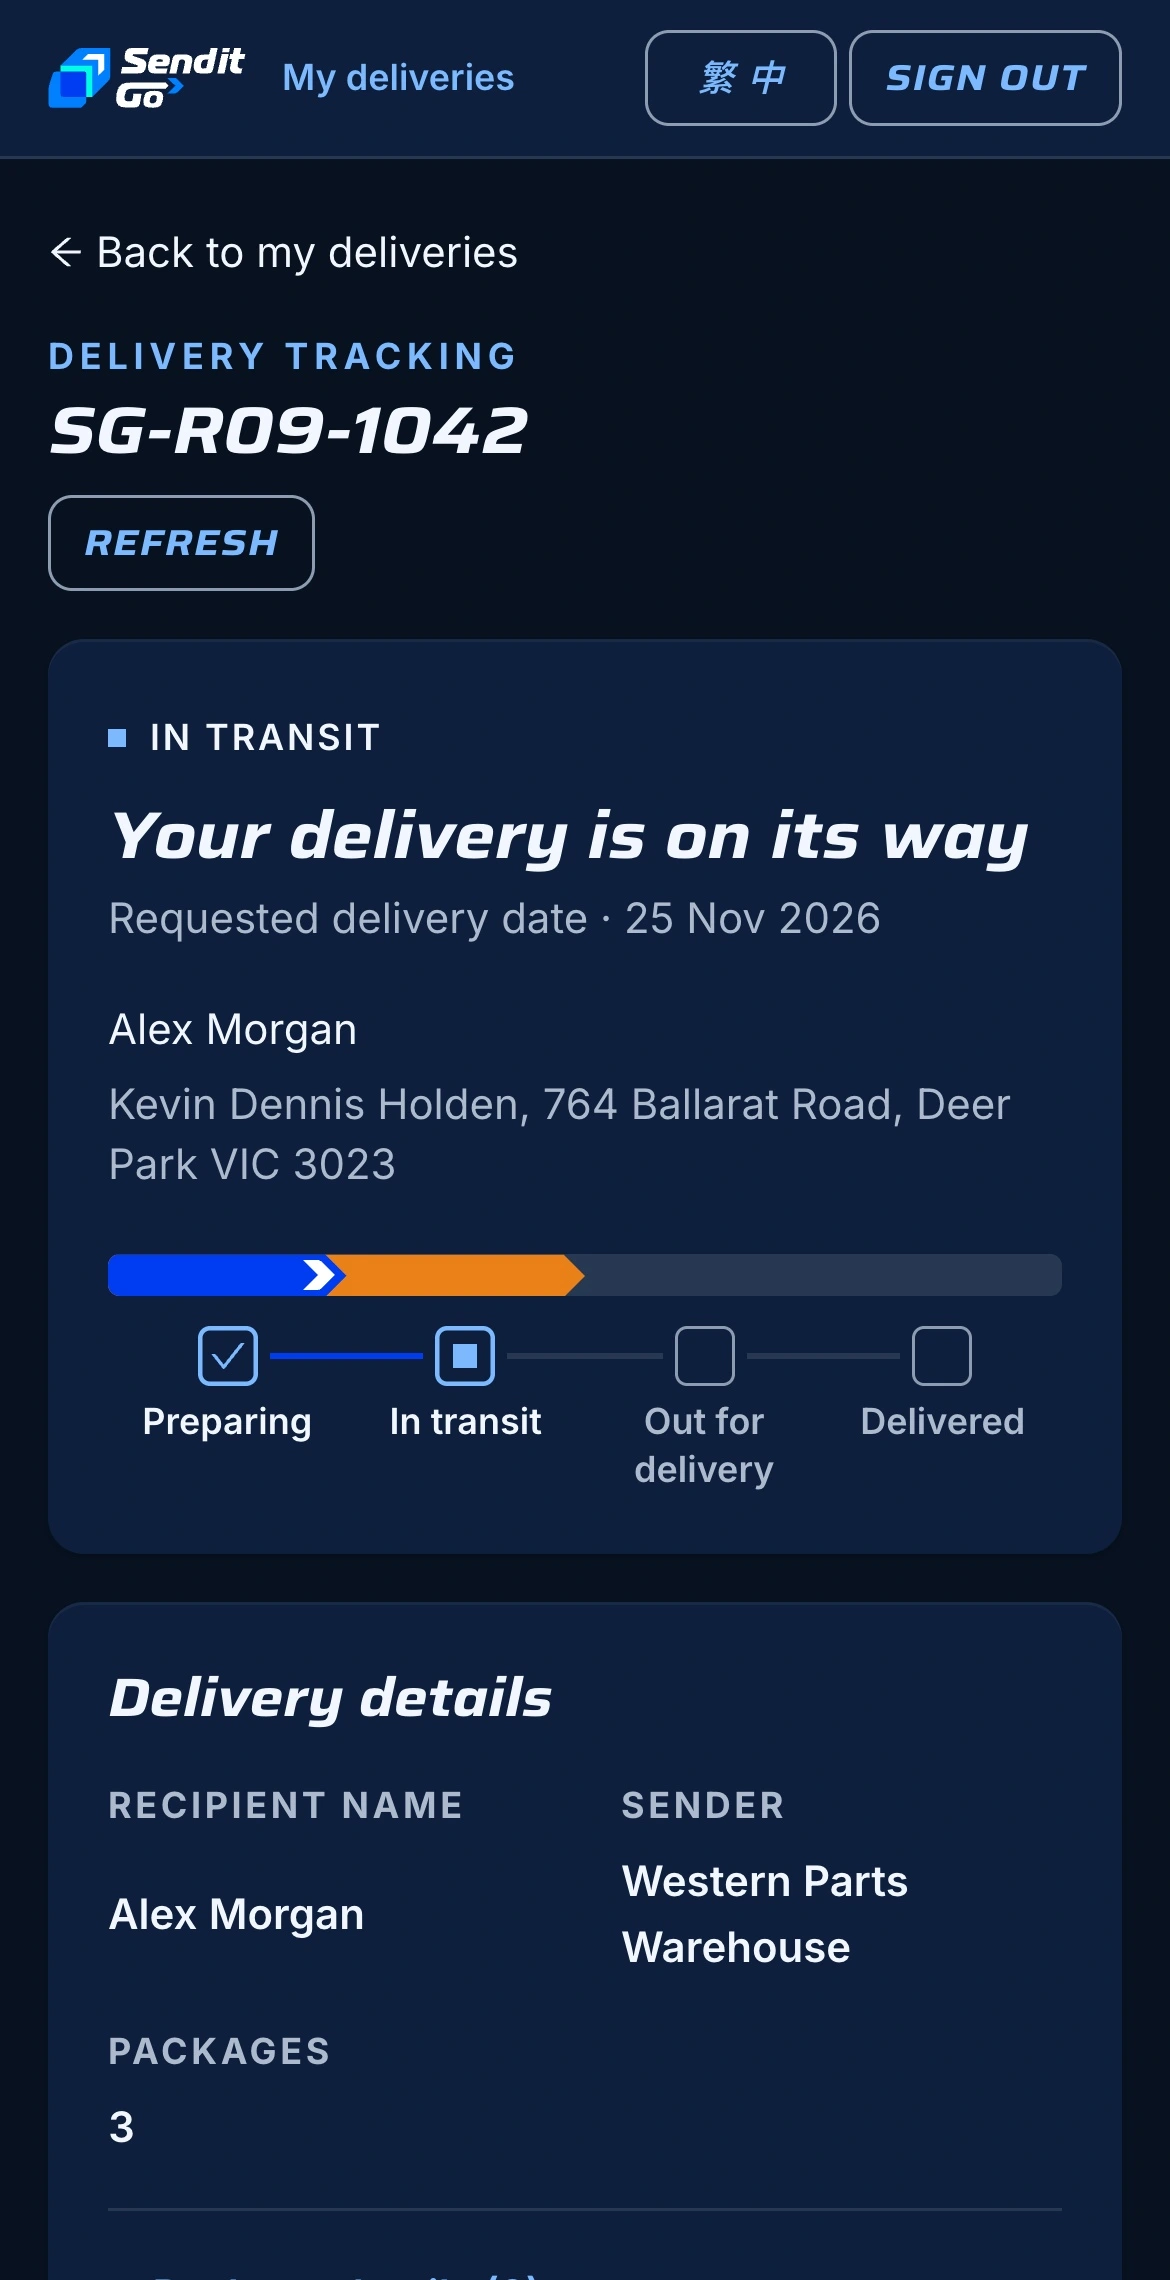 Sendit
Go
My deliveries
繁中
SIGN OUT
← Back to my deliveries
DELIVERY TRACKING
SG-R09-1042
REFRESH
IN TRANSIT
Your delivery is on its way
Requested delivery date · 25 Nov 2026
Alex Morgan
Kevin Dennis Holden, 764 Ballarat Road, Deer
Park VIC 3023
Preparing
In transit
Out for
delivery
Delivered
Delivery details
RECIPIENT NAME
SENDER
Alex Morgan
Western Parts
Warehouse
PACKAGES
3